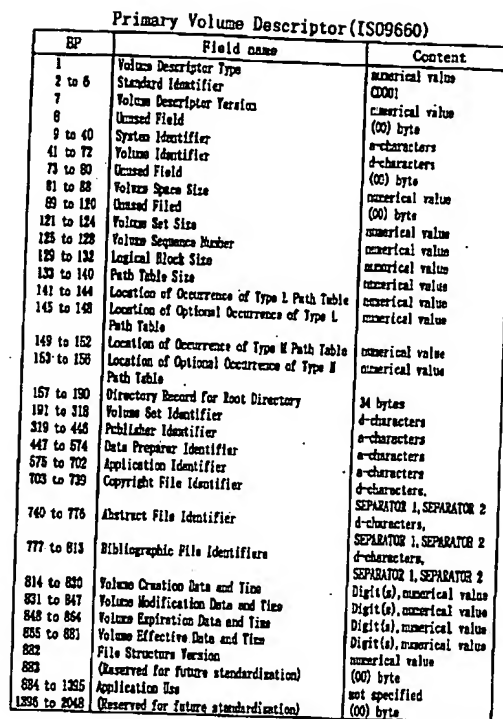 Primary Volume Descriptor(ISO9660)
BP Field name Content
1 Volume Descriptor Type numerical value
2 to 6 Standard Identifier CD001
7 Volume Descriptor Version numerical value
8 Unused Field (00) byte
9 to 40 System Identifier a-characters
41 to 72 Volume Identifier d-characters
73 to 80 Unused Field (00) byte
81 to 88 Volume Space Size numerical value
89 to 120 Unused Filed (00) byte
121 to 124 Volume Set Size numerical value
125 to 128 Volume Sequence Number numerical value
129 to 132 Logical Block Size numerical value
133 to 140 Path Table Size numerical value
141 to 144 Location of Occurrence of Type L Path Table numerical value
145 to 148 Location of Optional Occurrence of Type L numerical value
Path Table
149 to 152 Location of Occurrence of Type M Path Table numerical value
153 to 156 Location of Optional Occurrence of Type M numerical value
Path Table
157 to 190 Directory Record for Root Directory 34 bytes
191 to 318 Volume Set Identifier d-characters
319 to 446 Publisher Identifier a-characters
447 to 574 Data Preparer Identifier a-characters
575 to 702 Application Identifier a-characters
703 to 739 Copyright File Identifier d-characters,
SEPARATOR 1, SEPARATOR 2
740 to 776 Abstract File Identifier d-characters,
SEPARATOR 1, SEPARATOR 2
777 to 813 Bibliographic File Identifiers d-characters,
SEPARATOR 1, SEPARATOR 2
814 to 830 Volume Creation Data and Time Digit(s), numerical value
831 to 847 Volume Modification Data and Time Digit(s), numerical value
848 to 864 Volume Expiration Data and Time Digit(s), numerical value
865 to 881 Volume Effective Data and Time Digit(s), numerical value
882 File Structure Version numerical value
883 (Reserved for future standardization) (00) byte
884 to 1395 Application Use not specified
1396 to 2048 (Reserved for future standardization) (00) byte